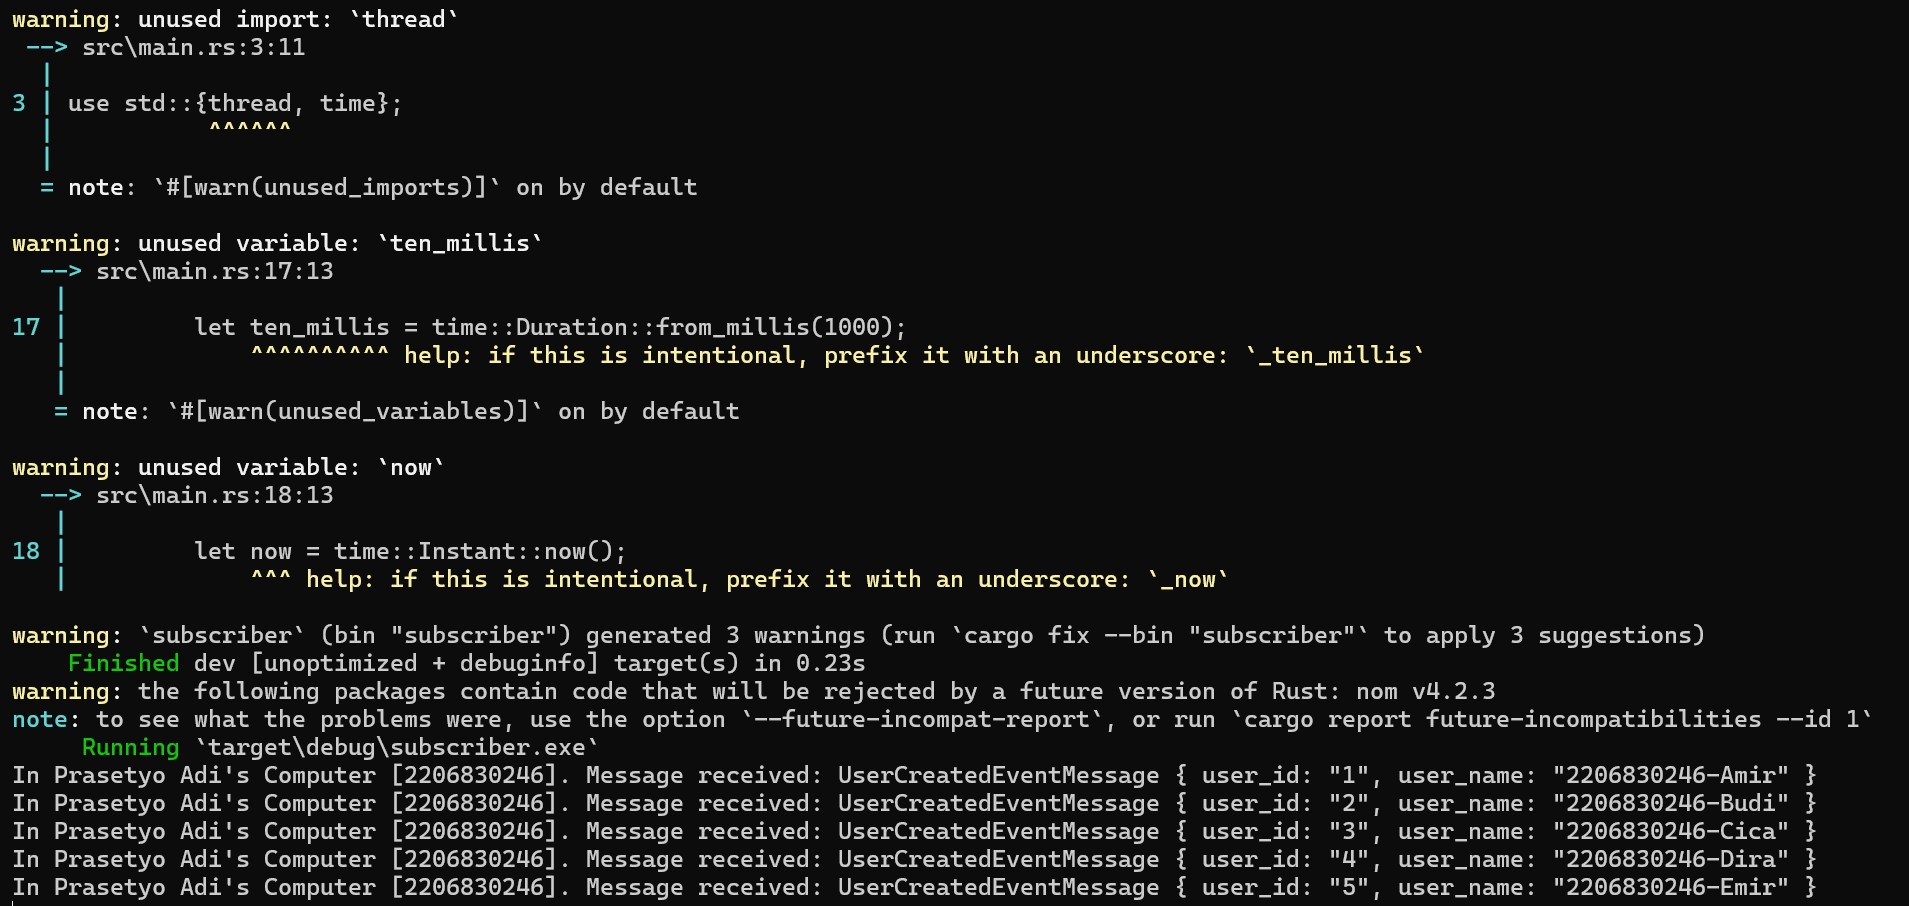 warning: unused import: `thread`
 --> src\main.rs:3:11
  |
3 | use std::{thread, time};
  |           ^^^^^^
  |
  = note: `#[warn(unused_imports)]` on by default

warning: unused variable: `ten_millis`
  --> src\main.rs:17:13
   |
17 |         let ten_millis = time::Duration::from_millis(1000);
   |             ^^^^^^^^^^ help: if this is intentional, prefix it with an underscore: `_ten_millis`
   |
   = note: `#[warn(unused_variables)]` on by default

warning: unused variable: `now`
  --> src\main.rs:18:13
   |
18 |         let now = time::Instant::now();
   |             ^^^ help: if this is intentional, prefix it with an underscore: `_now`

warning: `subscriber` (bin "subscriber") generated 3 warnings (run `cargo fix --bin "subscriber"` to apply 3 suggestions)
    Finished dev [unoptimized + debuginfo] target(s) in 0.23s
warning: the following packages contain code that will be rejected by a future version of Rust: nom v4.2.3
note: to see what the problems were, use the option `--future-incompat-report`, or run `cargo report future-incompatibilities --id 1`
     Running `target\debug\subscriber.exe`
In Prasetyo Adi's Computer [2206830246]. Message received: UserCreatedEventMessage { user_id: "1", user_name: "2206830246-Amir" }
In Prasetyo Adi's Computer [2206830246]. Message received: UserCreatedEventMessage { user_id: "2", user_name: "2206830246-Budi" }
In Prasetyo Adi's Computer [2206830246]. Message received: UserCreatedEventMessage { user_id: "3", user_name: "2206830246-Cica" }
In Prasetyo Adi's Computer [2206830246]. Message received: UserCreatedEventMessage { user_id: "4", user_name: "2206830246-Dira" }
In Prasetyo Adi's Computer [2206830246]. Message received: UserCreatedEventMessage { user_id: "5", user_name: "2206830246-Emir" }